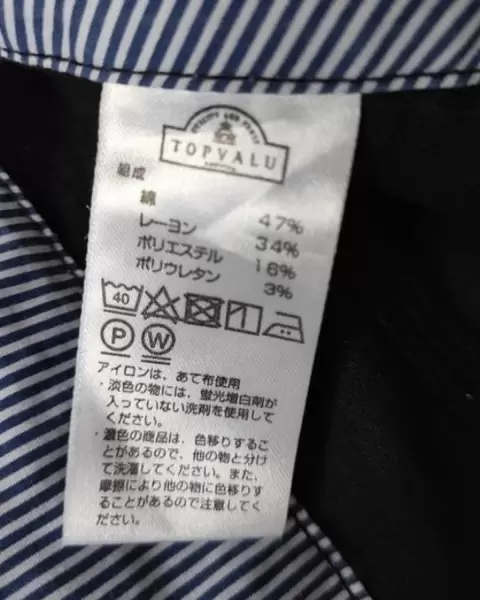 TOPVALU
組成
綿 47%
レーヨン 34%
ポリエステル 16%
ポリウレタン 3%
40
P W
アイロンは、あて布使用
・淡色の物には、蛍光増白剤が
入っていない洗剤を使用して
ください。
・濃色の商品は、色移りするこ
とがあるので、他の物と分け
て洗濯してください。また、
摩擦により他の物に色移りす
ることがあるので注意してく
ださい。